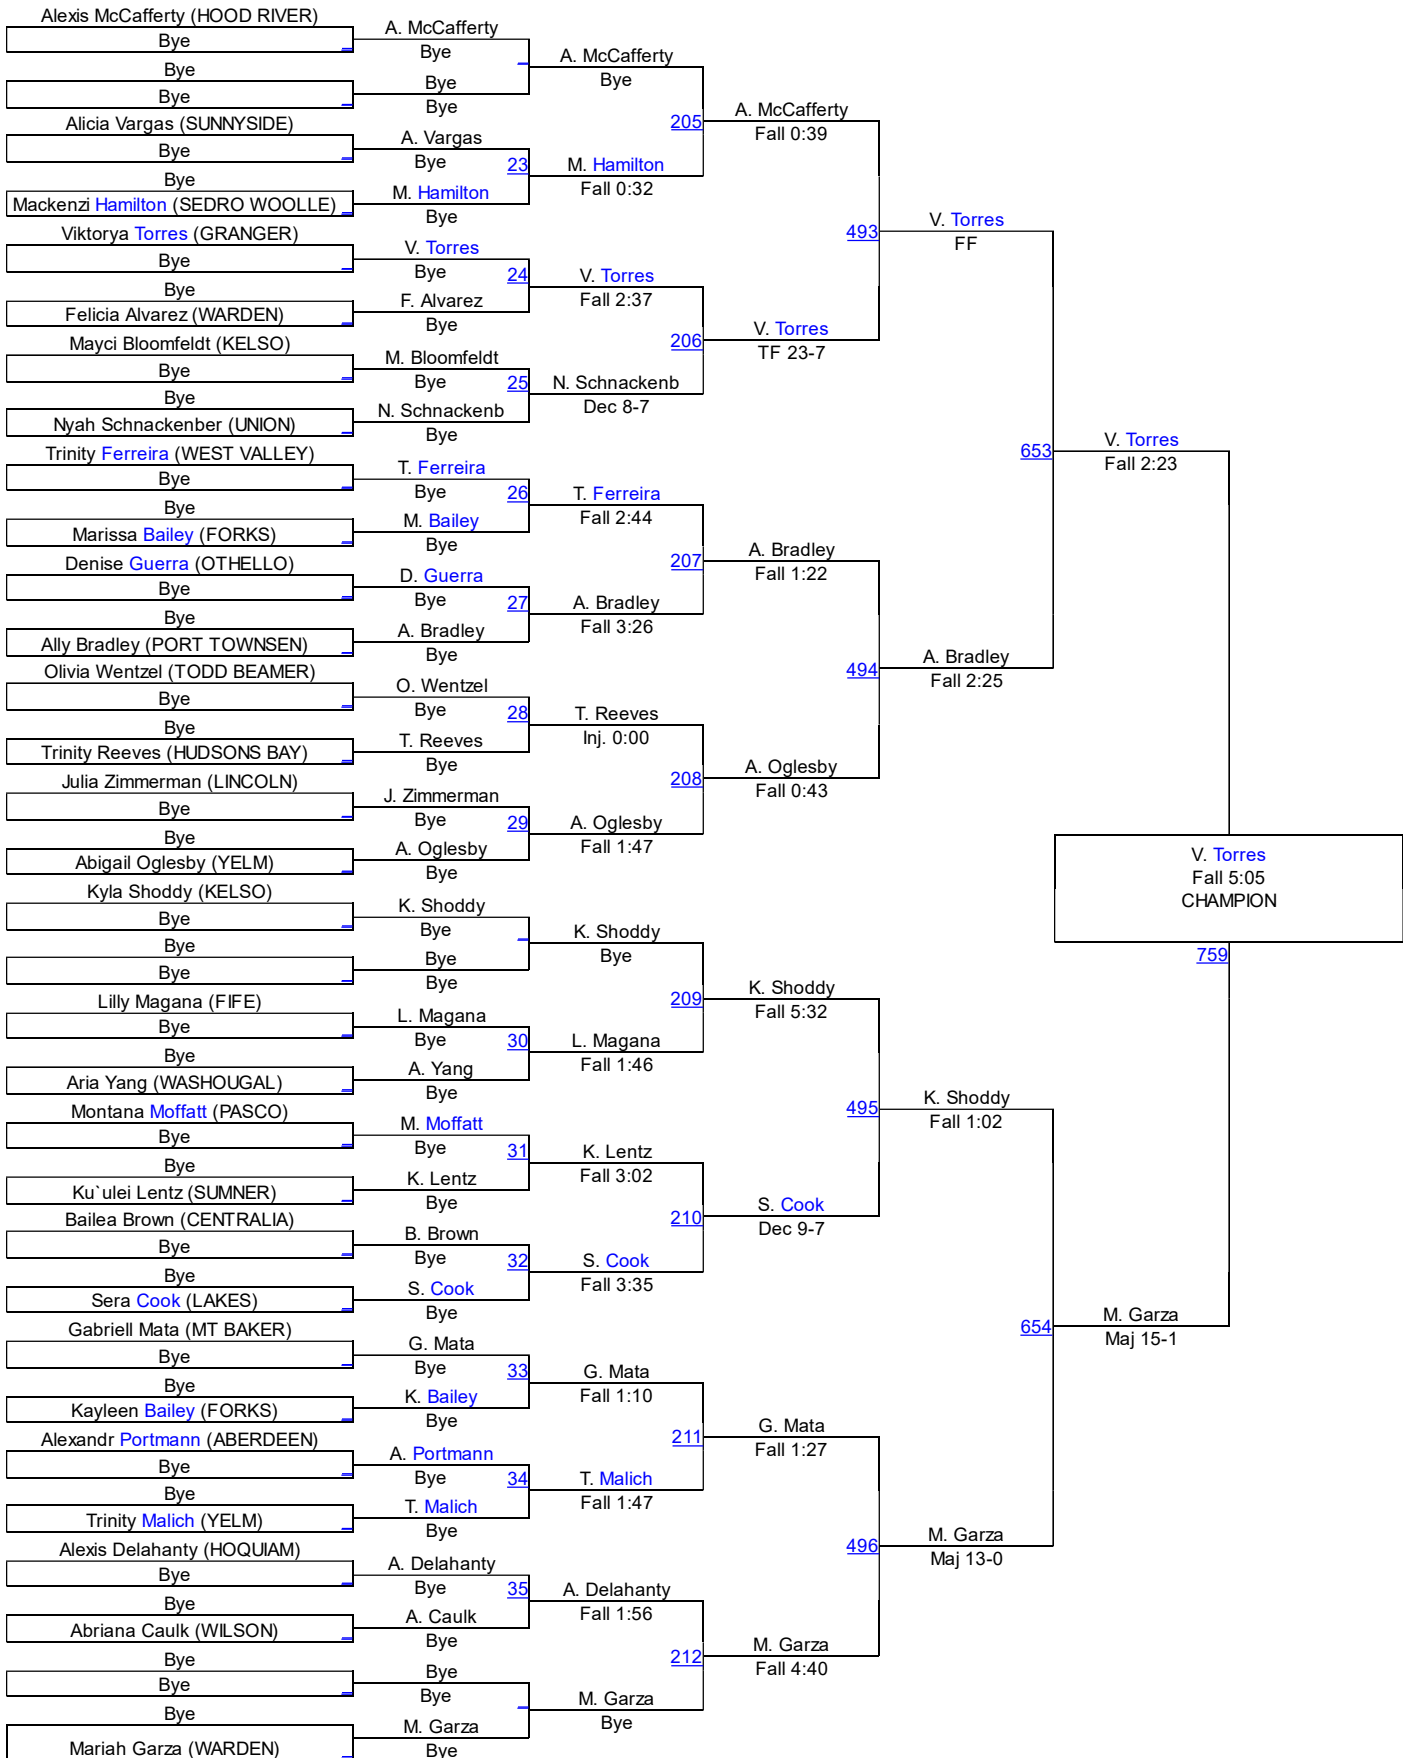 Alexis McCafferty (HOOD RIVER)
Bye
Bye
Bye
Alicia Vargas (SUNNYSIDE)
Bye
Bye
Mackenzi Hamilton (SEDRO WOOLLE)
Viktorya Torres (GRANGER)
Bye
Bye
Felicia Alvarez (WARDEN)
Mayci Bloomfeldt (KELSO)
Bye
Bye
Nyah Schnackenber (UNION)
Trinity Ferreira (WEST VALLEY)
Bye
Bye
Marissa Bailey (FORKS)
Denise Guerra (OTHELLO)
Bye
Bye
Ally Bradley (PORT TOWNSEN)
Olivia Wentzel (TODD BEAMER)
Bye
Bye
Trinity Reeves (HUDSONS BAY)
Julia Zimmerman (LINCOLN)
Bye
Bye
Abigail Oglesby (YELM)
Kyla Shoddy (KELSO)
Bye
Bye
Bye
Lilly Magana (FIFE)
Bye
Bye
Aria Yang (WASHOUGAL)
Montana Moffatt (PASCO)
Bye
Bye
Ku`ulei Lentz (SUMNER)
Bailea Brown (CENTRALIA)
Bye
Bye
Sera Cook (LAKES)
Gabriell Mata (MT BAKER)
Bye
Bye
Kayleen Bailey (FORKS)
Alexandr Portmann (ABERDEEN)
Bye
Bye
Trinity Malich (YELM)
Alexis Delahanty (HOQUIAM)
Bye
Bye
Abriana Caulk (WILSON)
Bye
Bye
Bye
Mariah Garza (WARDEN)
A. McCafferty
Bye
Bye
Bye
A. Vargas
Bye
23
M. Hamilton
Bye
V. Torres
Bye
24
F. Alvarez
Bye
M. Bloomfeldt
Bye
25
N. Schnackenb
Bye
T. Ferreira
Bye
26
M. Bailey
Bye
D. Guerra
Bye
27
A. Bradley
Bye
O. Wentzel
Bye
28
T. Reeves
Bye
J. Zimmerman
Bye
29
A. Oglesby
Bye
K. Shoddy
Bye
Bye
Bye
L. Magana
Bye
30
A. Yang
Bye
M. Moffatt
Bye
31
K. Lentz
Bye
B. Brown
Bye
32
S. Cook
Bye
G. Mata
Bye
33
K. Bailey
Bye
A. Portmann
Bye
34
T. Malich
Bye
A. Delahanty
Bye
35
A. Caulk
Bye
Bye
Bye
M. Garza
Bye
A. McCafferty
Bye
205
M. Hamilton
Fall 0:32
V. Torres
Fall 2:37
206
N. Schnackenb
Dec 8-7
T. Ferreira
Fall 2:44
207
A. Bradley
Fall 3:26
T. Reeves
Inj. 0:00
208
A. Oglesby
Fall 1:47
K. Shoddy
Bye
209
L. Magana
Fall 1:46
K. Lentz
Fall 3:02
210
S. Cook
Fall 3:35
G. Mata
Fall 1:10
211
T. Malich
Fall 1:47
A. Delahanty
Fall 1:56
212
M. Garza
Bye
A. McCafferty
Fall 0:39
493
V. Torres
TF 23-7
A. Bradley
Fall 1:22
494
A. Oglesby
Fall 0:43
K. Shoddy
Fall 5:32
495
S. Cook
Dec 9-7
G. Mata
Fall 1:27
496
M. Garza
Fall 4:40
V. Torres
FF
653
A. Bradley
Fall 2:25
K. Shoddy
Fall 1:02
654
M. Garza
Maj 13-0
V. Torres
Fall 2:23
V. Torres
Fall 5:05
CHAMPION
759
M. Garza
Maj 15-1